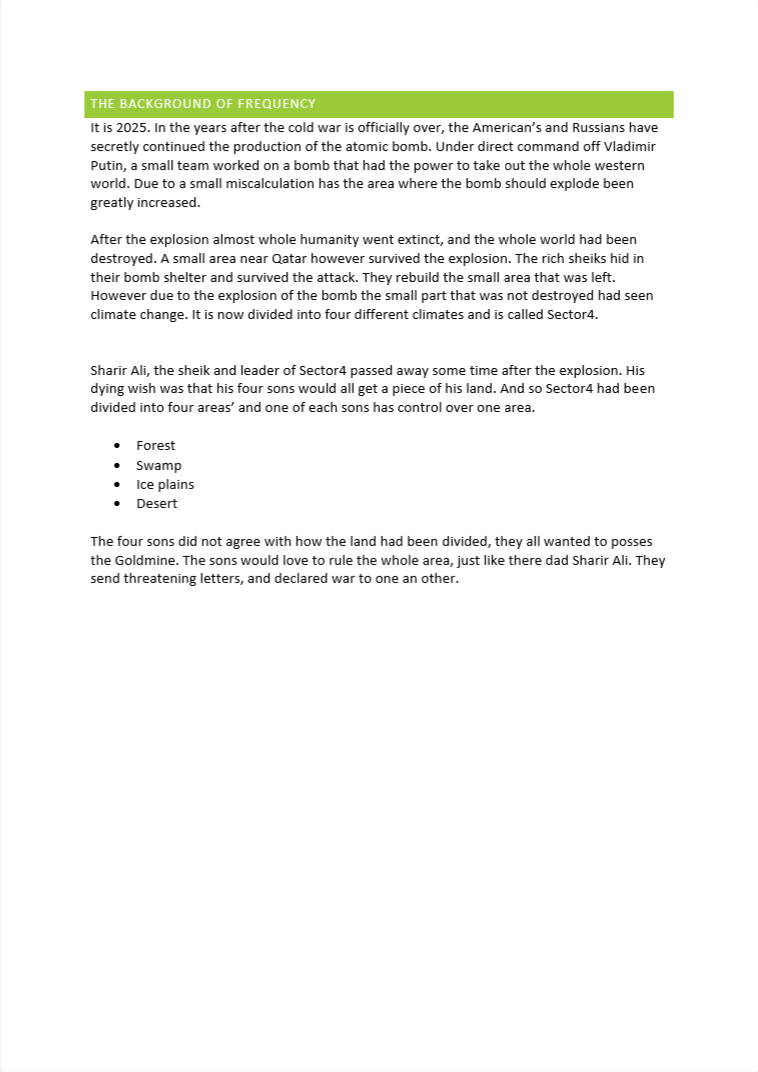 THE BACKGROUND OF FREQUENCY
It is 2025. In the years after the cold war is officially over, the American’s and Russians have
secretly continued the production of the atomic bomb. Under direct command off Vladimir
Putin, a small team worked on a bomb that had the power to take out the whole western
world. Due to a small miscalculation has the area where the bomb should explode been
greatly increased.
After the explosion almost whole humanity went extinct, and the whole world had been
destroyed. A small area near Qatar however survived the explosion. The rich sheiks hid in
their bomb shelter and survived the attack. They rebuild the small area that was left.
However due to the explosion of the bomb the small part that was not destroyed had seen
climate change. It is now divided into four different climates and is called Sector4.
Sharir Ali, the sheik and leader of Sector4 passed away some time after the explosion. His
dying wish was that his four sons would all get a piece of his land. And so Sector4 had been
divided into four areas’ and one of each sons has control over one area.
• Forest
• Swamp
• Ice plains
• Desert
The four sons did not agree with how the land had been divided, they all wanted to posses
the Goldmine. The sons would love to rule the whole area, just like there dad Sharir Ali. They
send threatening letters, and declared war to one an other.